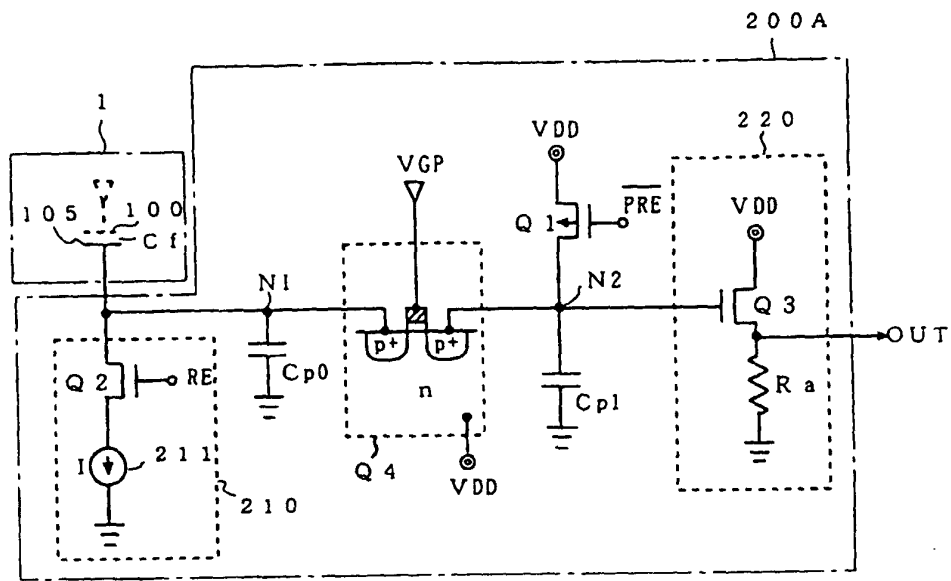 200A
1
VDD
220
VGP
PRE
VDD
105
100
Cf
Q1
N1
N2
Q3
OUT
p+
p+
Q2
RE
Cp0
n
Cp1
Ra
I
211
Q4
VDD
210